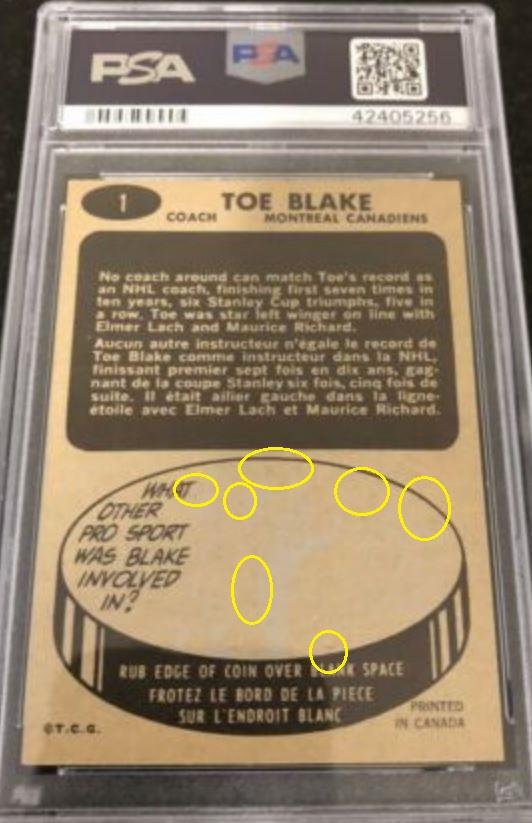 PSA
PSA
42405256
1
TOE BLAKE
COACH MONTREAL CANADIENS
No coach around can match Toe's record as
an NHL coach, finishing first seven times in
ten years, six Stanley Cup triumphs, five in
a row. Toe was star left winger on line with
Elmer Lach and Maurice Richard.
Aucun autre instructeur n'égale le record de
Toe Blake comme instructeur dans la NHL,
finissant premier sept fois en dix ans, gag-
nant de la coupe Stanley six fois, cinq fois de
suite. Il était ailier gauche dans la ligne-
étoile avec Elmer Lach et Maurice Richard.
WHAT
OTHER
PRO SPORT
WAS BLAKE
INVOLVED
IN?
RUB EDGE OF COIN OVER BLANK SPACE
FROTEZ LE BORD DE LA PIECE
SUR L'ENDROIT BLANC
©T.C.G.
PRINTED
IN CANADA